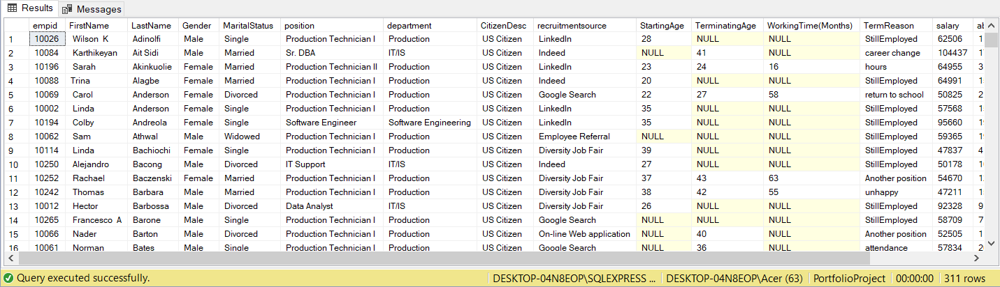 Results Messages
empid FirstName LastName Gender MaritalStatus position department CitizenDesc recruitmentsource StartingAge TerminatingAge WorkingTime(Months) TermReason salary
1 10026 Wilson K Adinolfi Male Single Production Technician I Production US Citizen LinkedIn 28 NULL NULL StillEmployed 62506 1
2 10084 Karthikeyan Ait Sidi Male Married Sr. DBA IT/IS US Citizen Indeed NULL 41 NULL career change 104437
3 10196 Sarah Akinkuolie Female Married Production Technician II Production US Citizen LinkedIn 23 24 16 hours 64955 3
4 10088 Trina Alagbe Female Married Production Technician I Production US Citizen Indeed 20 NULL NULL StillEmployed 64991
5 10069 Carol Anderson Female Divorced Production Technician I Production US Citizen Google Search 22 27 58 return to school 50825 2
6 10002 Linda Anderson Female Single Production Technician I Production US Citizen LinkedIn 35 NULL NULL StillEmployed 57568
7 10194 Colby Andreola Female Single Software Engineer Software Engineering US Citizen LinkedIn 35 NULL NULL StillEmployed 95660
8 10062 Sam Athwal Male Widowed Production Technician I Production US Citizen Employee Referral NULL NULL NULL StillEmployed 59365
9 10114 Linda Bachiochi Female Single Production Technician I Production US Citizen Diversity Job Fair 39 NULL NULL StillEmployed 47837 4
10 10250 Alejandro Bacong Male Divorced IT Support IT/IS US Citizen Indeed 27 NULL NULL StillEmployed 50178
11 10252 Rachael Baczenski Female Married Production Technician I Production US Citizen Diversity Job Fair 37 43 63 Another position 54670
12 10242 Thomas Barbara Male Married Production Technician I Production US Citizen Diversity Job Fair 38 42 55 unhappy 47211
13 10012 Hector Barbossa Male Divorced Data Analyst IT/IS US Citizen Diversity Job Fair 26 NULL NULL StillEmployed 92328 9
14 10265 Francesco A Barone Male Single Production Technician I Production US Citizen Google Search NULL NULL NULL StillEmployed 58709 7
15 10066 Nader Barton Male Divorced Production Technician I Production US Citizen On-line Web application NULL 40 NULL Another position 52505
16 10061 Norman Bates Male Single Production Technician I Production US Citizen Google Search NULL 36 NULL attendance 57834
Query executed successfully. DESKTOP-04N8EOP\SQLEXPRESS ... DESKTOP-04N8EOP\Acer (63) PortfolioProject 00:00:00 311 rows